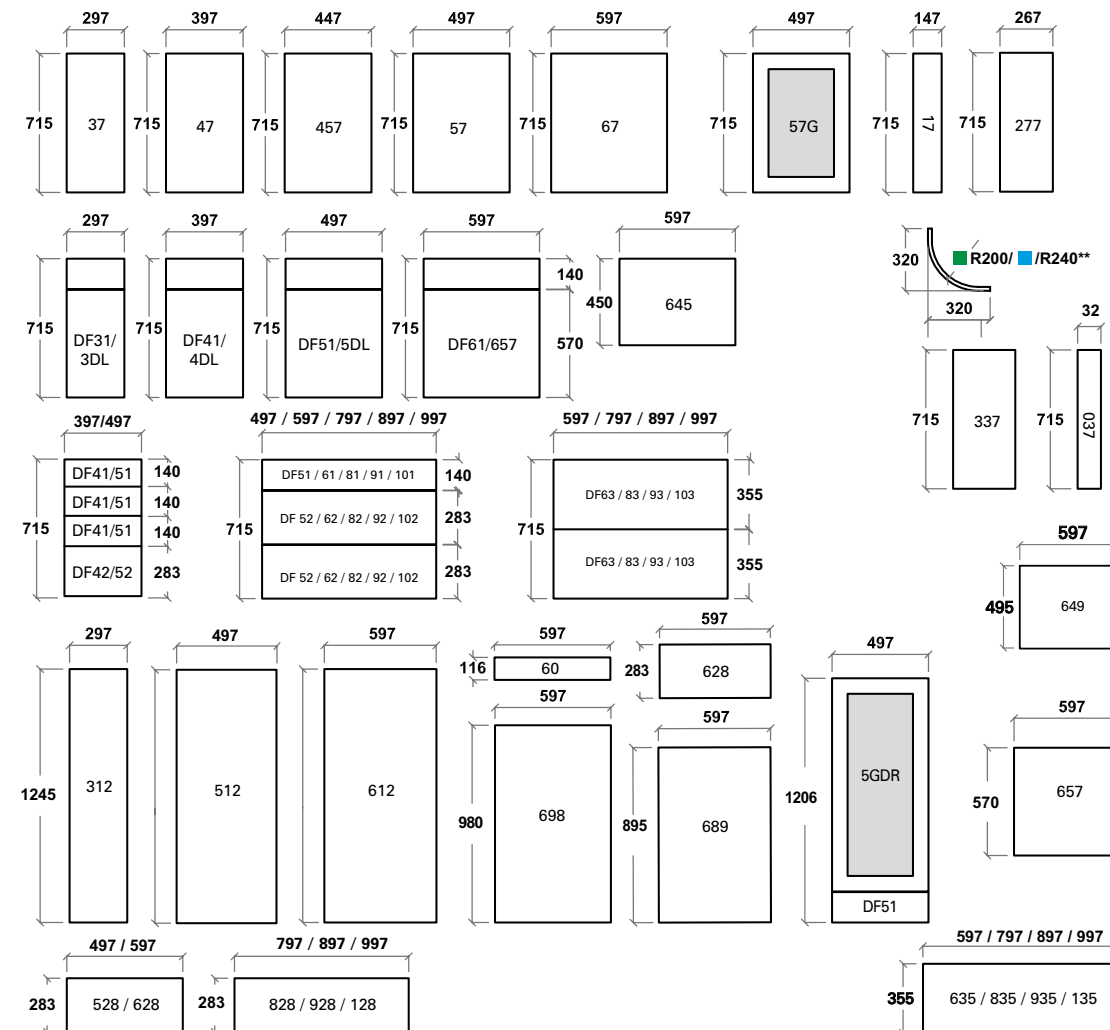 297 397 447 497 597 497 147 267
715 37 715 47 715 457 715 57 715 67 715 57G 715 17 715 277
297 397 497 597 597
320 R200/ /R240**
320
140
715 DF31/ 3DL 715 DF41/ 4DL 715 DF51/5DL 715 DF61/657 570
450 645
32
715 337 715 037
397/497 497 / 597 / 797 / 897 / 997 597 / 797 / 897 / 997
715
DF41/51 140
DF41/51 140
DF41/51 140
DF42/52 283
715
DF51 / 61 / 81 / 91 / 101 140
DF 52 / 62 / 82 / 92 / 102 283
DF 52 / 62 / 82 / 92 / 102 283
715
DF63 / 83 / 93 / 103 355
DF63 / 83 / 93 / 103 355
597
495 649
297 497 597 597 597 497
1245 312 512 612
116 60
283 628
597
980 698
597
895 689
1206 5GDR
DF51
597
570 657
497 / 597 797 / 897 / 997 597 / 797 / 897 / 997
283 528 / 628 283 828 / 928 / 128 355 635 / 835 / 935 / 135